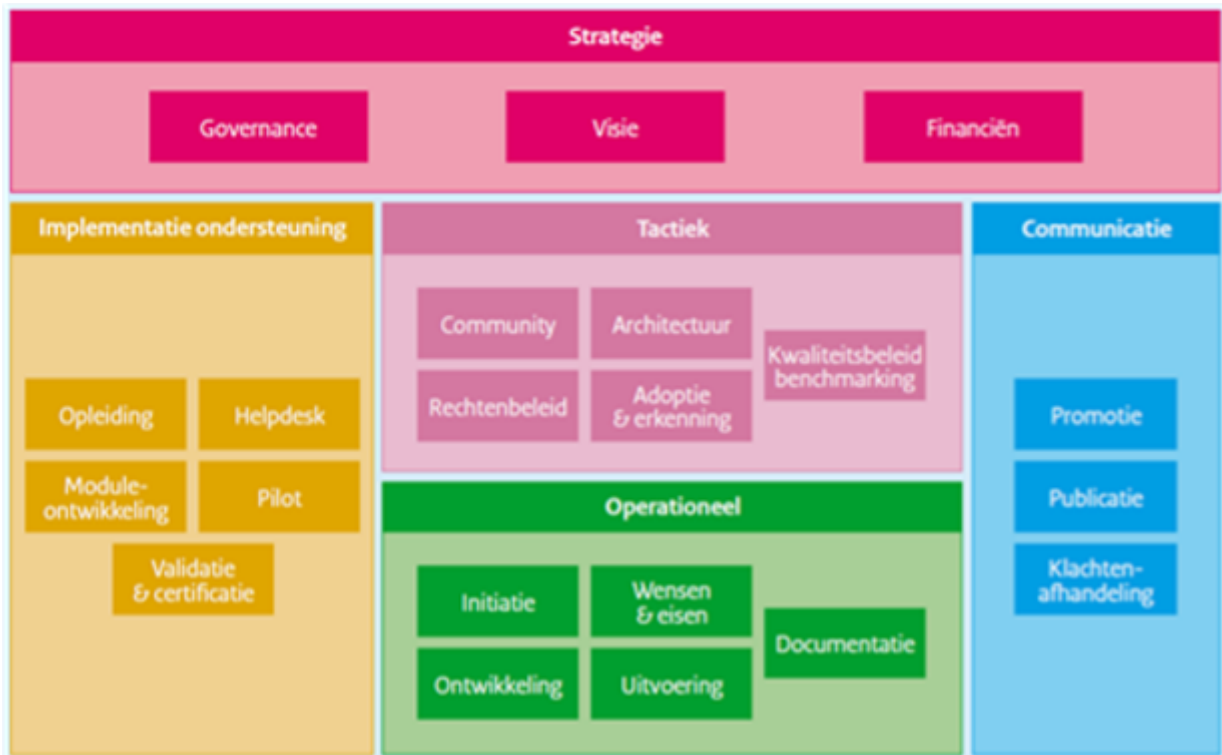 Strategie
Governance
Visie
Financiën
Implementatie ondersteuning
Opleiding
Helpdesk
Module-
ontwikkeling
Pilot
Validatie
& certificatie
Tactiek
Community
Architectuur
Kwaliteitsbeleid
benchmarking
Rechtenbeleid
Adoptie
& erkenning
Operationeel
Initiatie
Wensen
& eisen
Documentatie
Ontwikkeling
Uitvoering
Communicatie
Promotie
Publicatie
Klachten-
afhandeling